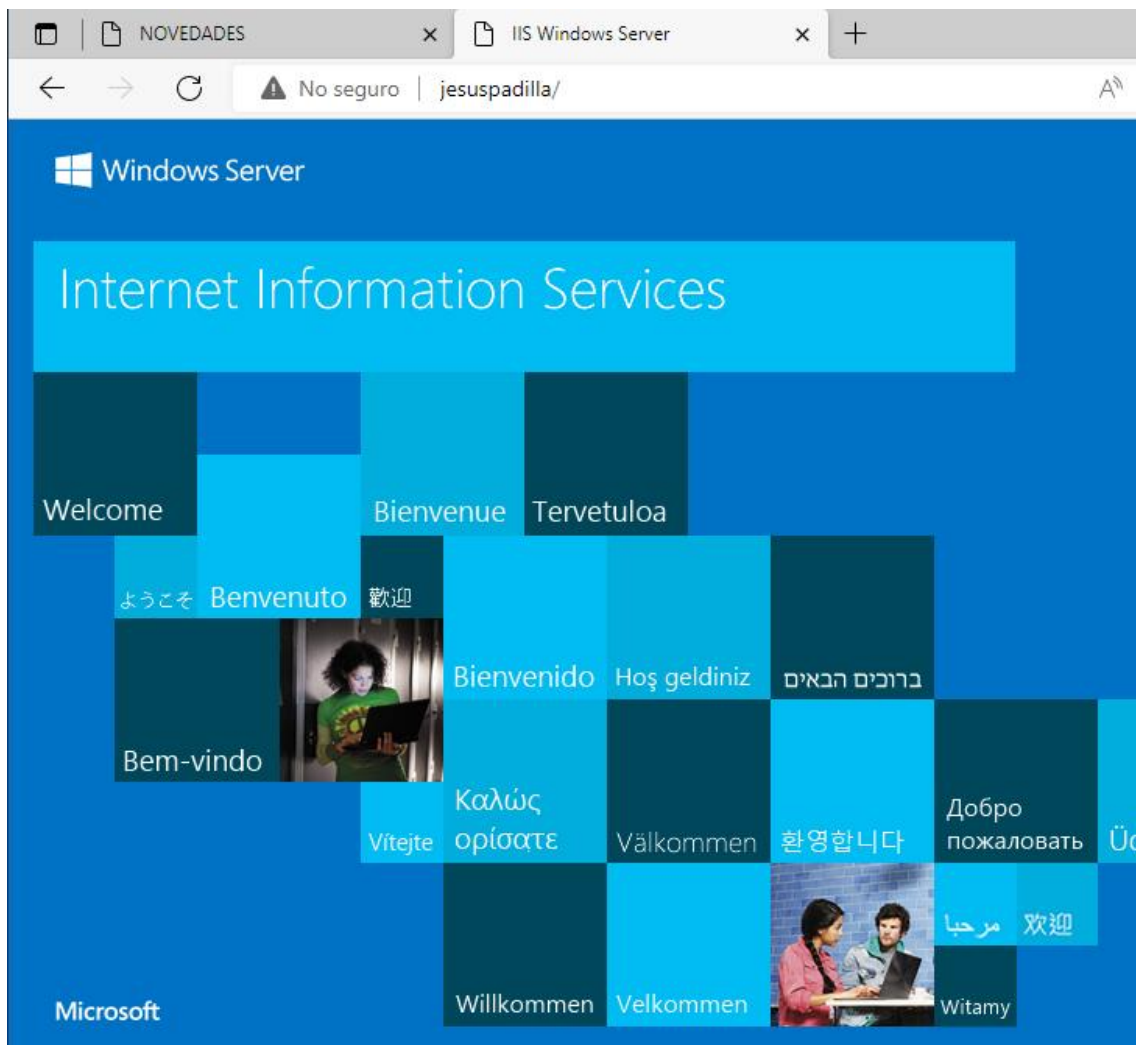 NOVEDADES
IIS Windows Server
No seguro
jesuspadilla/
Windows Server
Internet Information Services
Welcome
Bienvenue
Tervetuloa
ようこそ
Benvenuto
歡迎
Bienvenido
Hoş geldiniz
ברוכים הבאים
Bem-vindo
Vítejte
Καλώς
ορίσατε
Välkommen
환영합니다
Добро
пожаловать
Üd
مرحبا
欢迎
Willkommen
Velkommen
Witamy
Microsoft